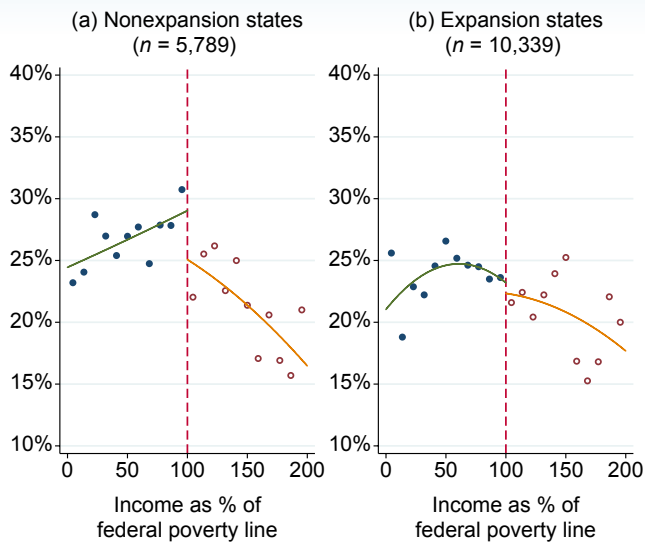 (a) Nonexpansion states
(n = 5,789)
40%
35%
30%
25%
20%
15%
10%
0 50 100 150 200
Income as % of
federal poverty line
(b) Expansion states
(n = 10,339)
40%
35%
30%
25%
20%
15%
10%
0 50 100 150 200
Income as % of
federal poverty line